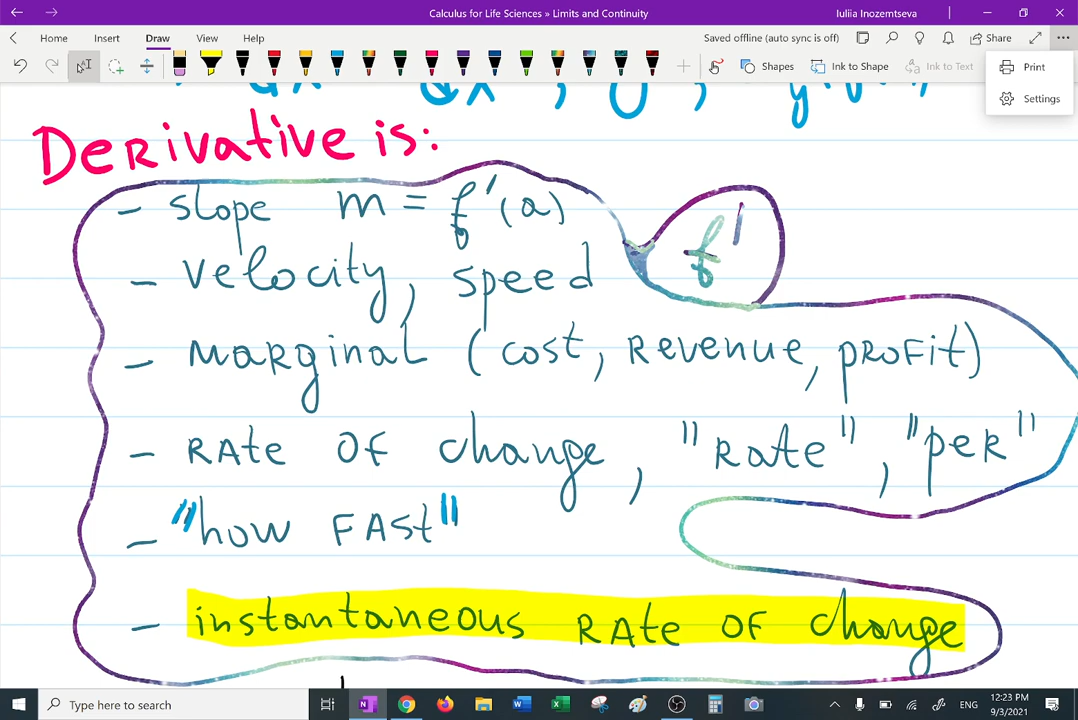 Calculus for Life Sciences » Limits and Continuity
Iuliia Inozemtseva
Home Insert Draw View Help
Saved offline (auto sync is off)
Share
Shapes Ink to Shape Ink to Text
Print
Settings
Derivative is:
- slope m = f'(a)
f'
- velocity, speed
- marginal (cost, Revenue, profit)
- Rate of change, "Rate", "per"
- "how fast"
- instantaneous Rate of change
Type here to search
ENG
12:23 PM
9/3/2021